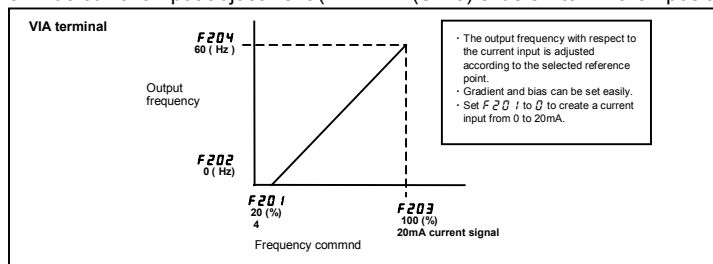 VIA terminal
F204
60 ( Hz)
Output
frequency
F202
0 ( Hz)
F201
20 (%)
4
F203
100 (%)
20mA current signal
Frequency commnd
· The output frequency with respect to
the current input is adjusted
according to the selected reference
point.
· Gradient and bias can be set easily.
· Set F201 to 0 to create a current
input from 0 to 20mA.